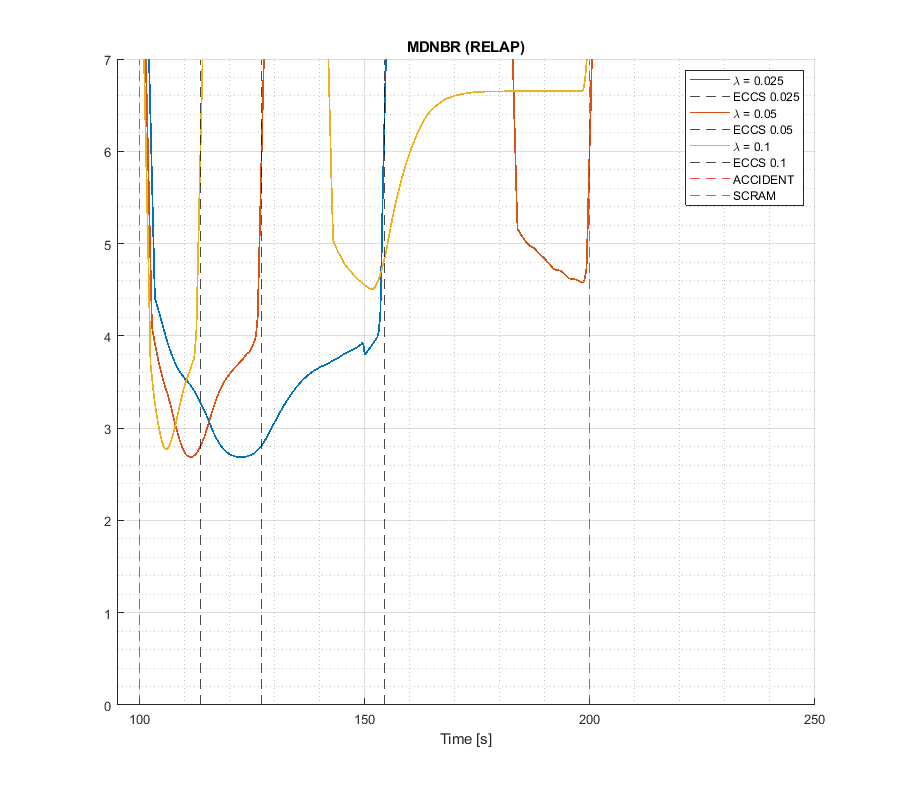 MDNBR (RELAP)
7
6
5
4
3
2
1
0
100
150
200
250
Time [s]
λ = 0.025
ECCS 0.025
λ = 0.05
ECCS 0.05
λ = 0.1
ECCS 0.1
ACCIDENT
SCRAM